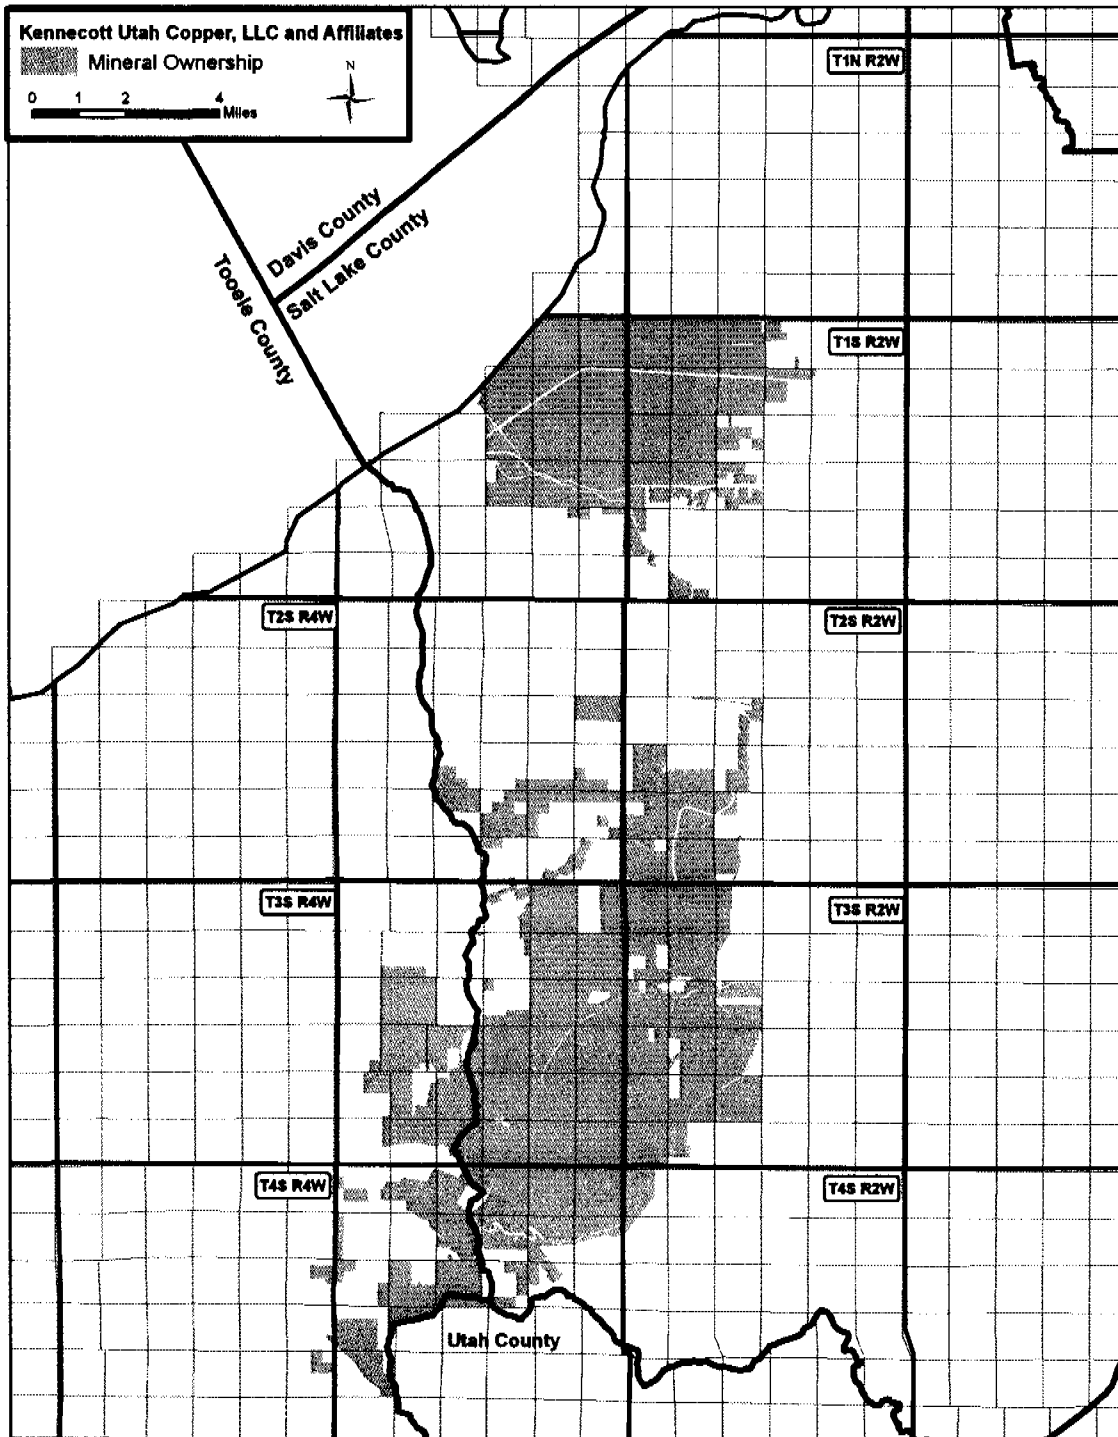 Kennecott Utah Copper, LLC and Affiliates
Mineral Ownership
N
0 1 2 4
Miles
T1N R2W
Davis County
Salt Lake County
Tooele County
T1S R2W
T2S R4W
T2S R2W
T3S R4W
T3S R2W
T4S R4W
T4S R2W
Utah County